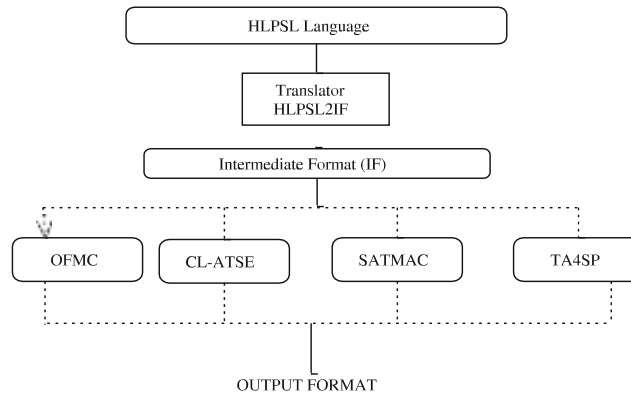 HLPSL Language
Translator
HLPSL2IF
Intermediate Format (IF)
OFMC
CL-ATSE
SATMAC
TA4SP
OUTPUT FORMAT